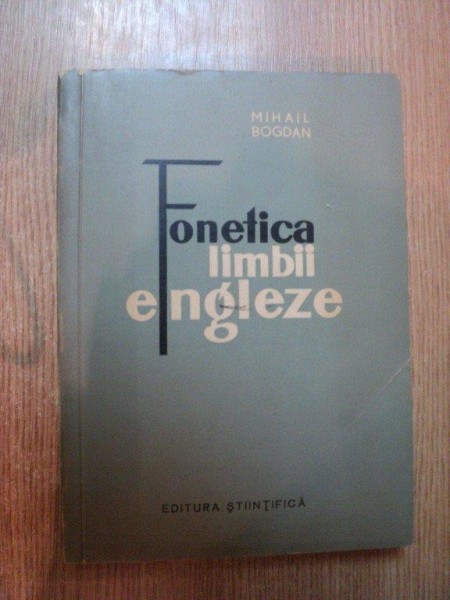 MIHAIL
BOGDAN
Fonetica
limbii
engleze
EDITURA ŞTIINŢIFICĂ